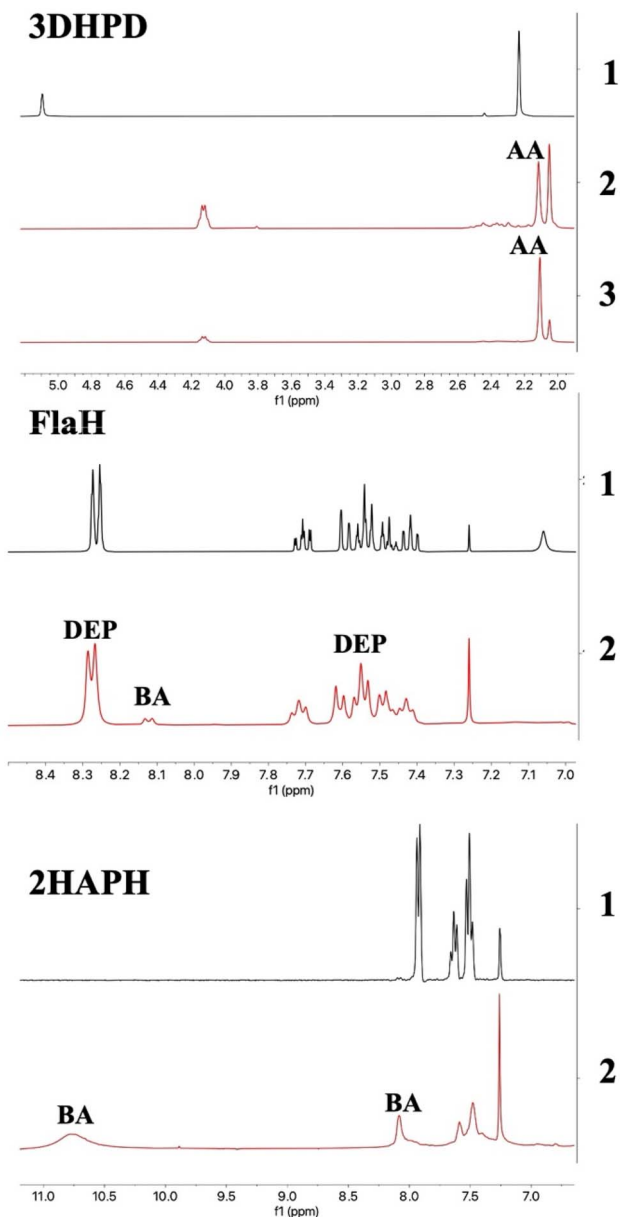 3DHPD
1
AA
2
AA
3
5.0 4.8 4.6 4.4 4.2 4.0 3.8 3.6 3.4 3.2 3.0 2.8 2.6 2.4 2.2 2.0
f1 (ppm)
FlaH
1
DEP
BA
DEP
2
8.4 8.3 8.2 8.1 8.0 7.9 7.8 7.7 7.6 7.5 7.4 7.3 7.2 7.1 7.0
f1 (ppm)
2HAPH
1
2
BA
BA
11.0 10.5 10.0 9.5 9.0 8.5 8.0 7.5 7.0
f1 (ppm)